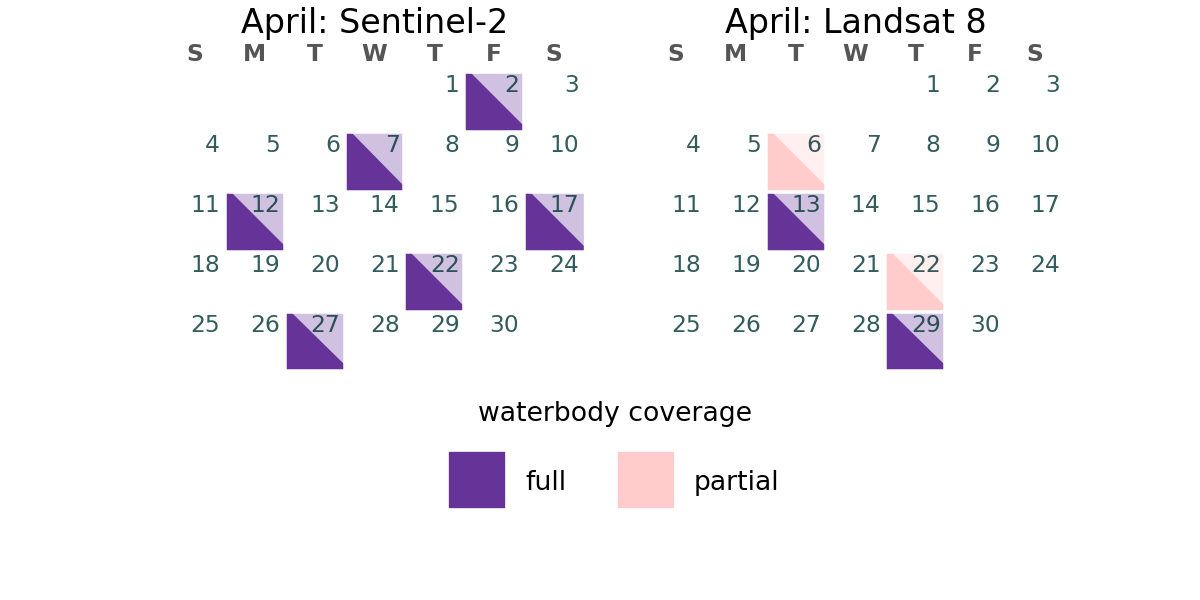 April: Sentinel-2
S M T W T F S
1 2 3
4 5 6 7 8 9 10
11 12 13 14 15 16 17
18 19 20 21 22 23 24
25 26 27 28 29 30
April: Landsat 8
S M T W T F S
1 2 3
4 5 6 7 8 9 10
11 12 13 14 15 16 17
18 19 20 21 22 23 24
25 26 27 28 29 30
waterbody coverage
full
partial